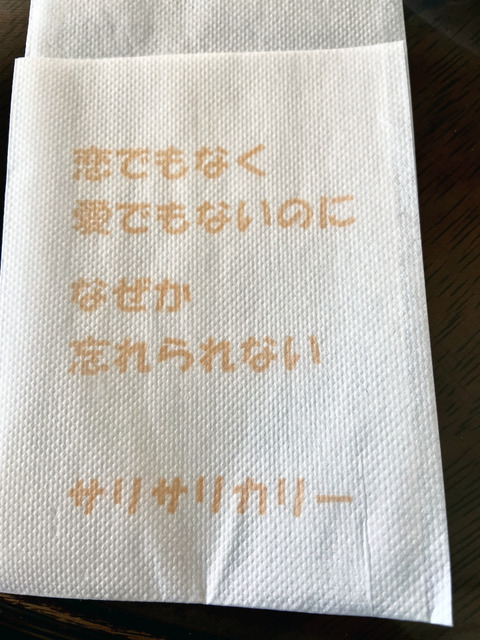 恋でもなく
愛でもないのに
なぜか
忘れられない
サリサリカリー